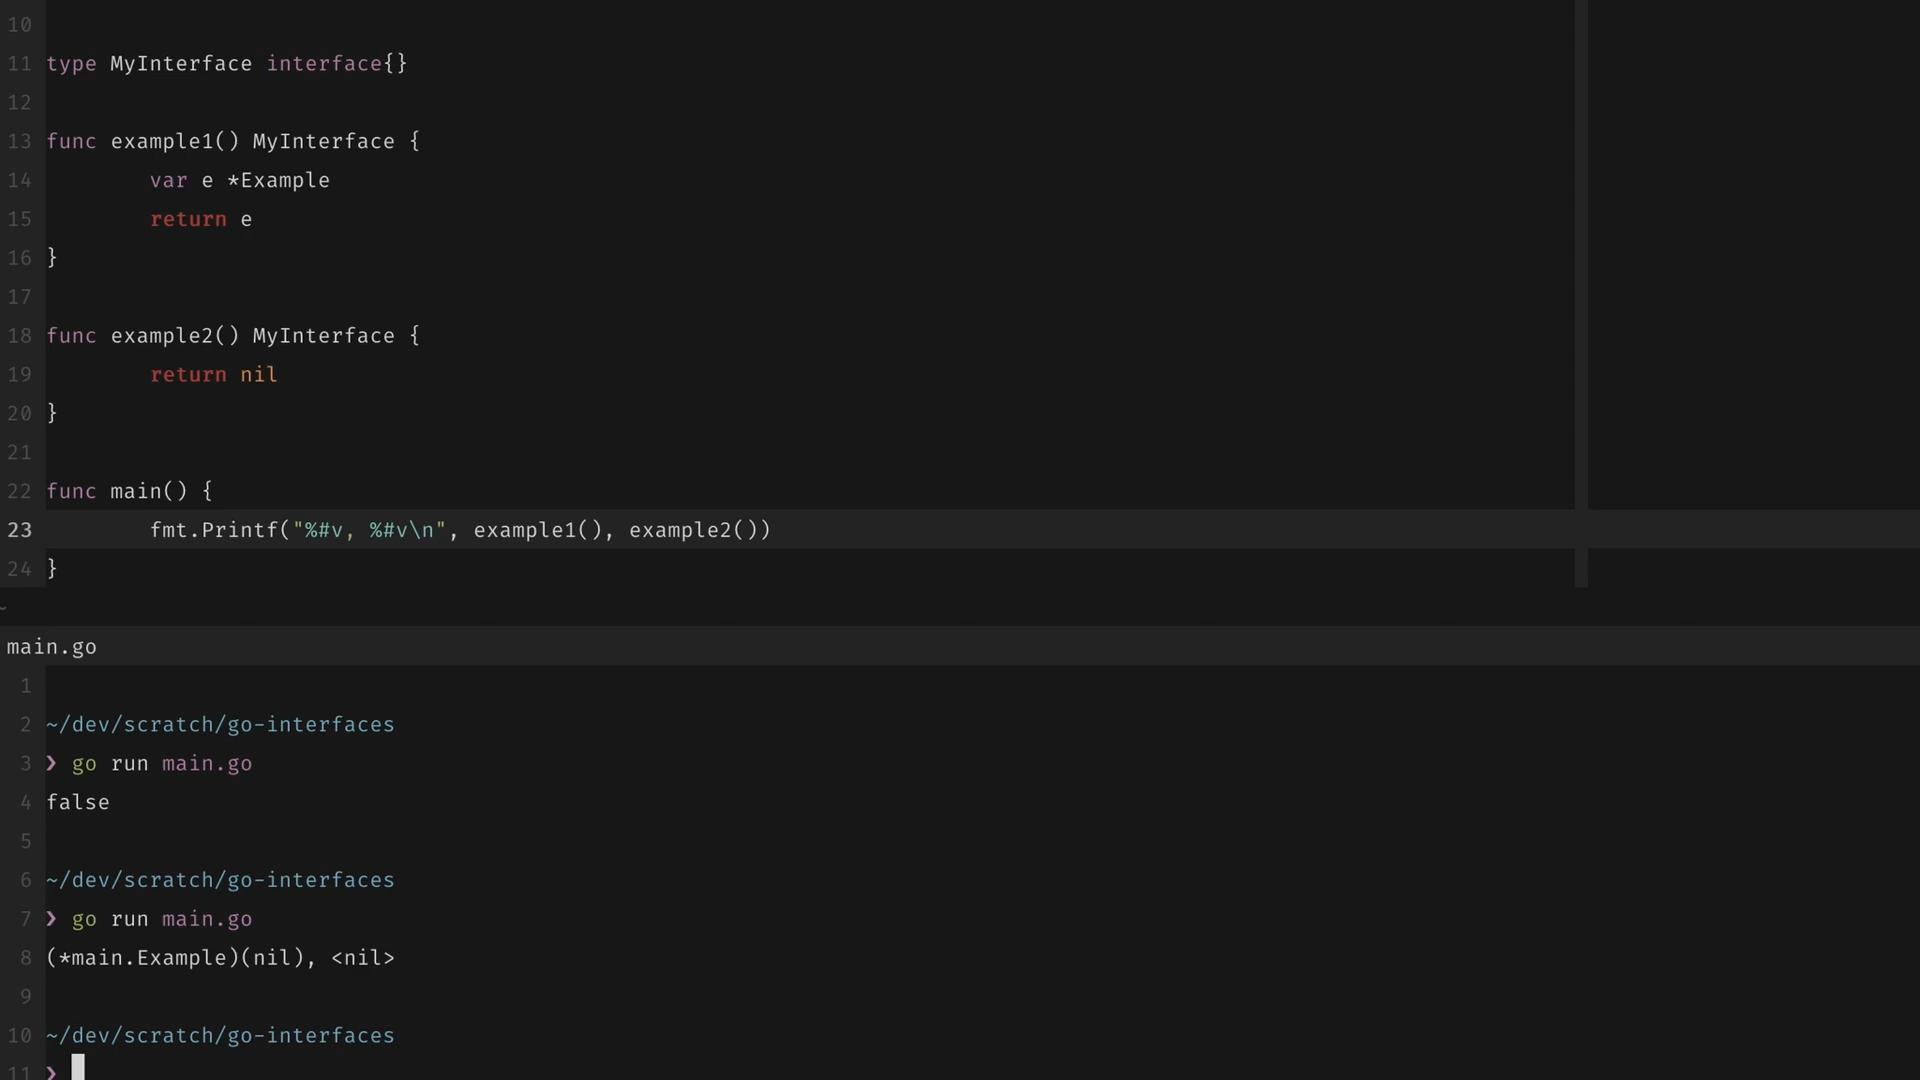 10
11 type MyInterface interface{}
12
13 func example1() MyInterface {
14         var e *Example
15         return e
16 }
17
18 func example2() MyInterface {
19         return nil
20 }
21
22 func main() {
23         fmt.Printf("%#v, %#v\n", example1(), example2())
24 }
~
main.go
1
2 ~/dev/scratch/go-interfaces
3 ❯ go run main.go
4 false
5
6 ~/dev/scratch/go-interfaces
7 ❯ go run main.go
8 (*main.Example)(nil), <nil>
9
10 ~/dev/scratch/go-interfaces
11 ❯